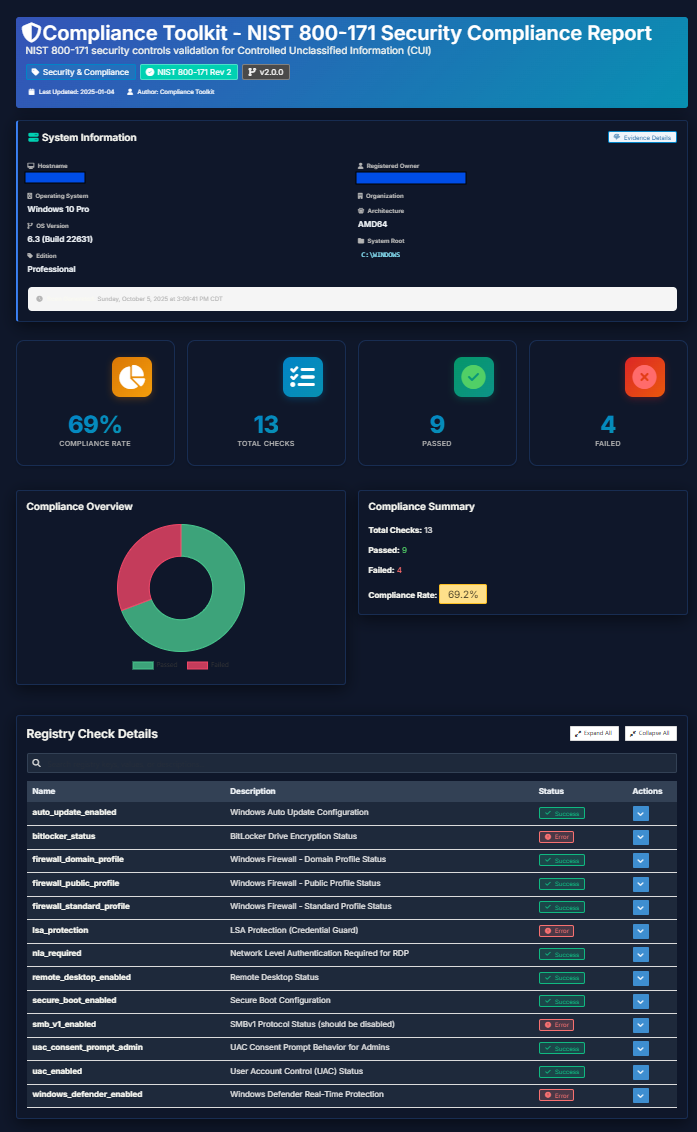 Compliance Toolkit - NIST 800-171 Security Compliance Report
NIST 800-171 security controls validation for Controlled Unclassified Information (CUI)
Security & Compliance NIST 800-171 Rev 2 v2.0.0
Last Updated: 2025-01-04 Author: Compliance Toolkit
System Information
Evidence Details
Hostname
Registered Owner
Operating System
Windows 10 Pro
Organization
Architecture
AMD64
OS Version
6.3 (Build 22631)
System Root
C:\WINDOWS
Edition
Professional
Sunday, October 5, 2025 at 3:09:41 PM CDT
69%
COMPLIANCE RATE
13
TOTAL CHECKS
9
PASSED
4
FAILED
Compliance Overview
Passed Failed
Compliance Summary
Total Checks: 13
Passed: 9
Failed: 4
Compliance Rate: 69.2%
Registry Check Details
Expand All Collapse All
Name Description Status Actions
auto_update_enabled Windows Auto Update Configuration Success
bitlocker_status BitLocker Drive Encryption Status Error
firewall_domain_profile Windows Firewall - Domain Profile Status Success
firewall_public_profile Windows Firewall - Public Profile Status Success
firewall_standard_profile Windows Firewall - Standard Profile Status Success
lsa_protection LSA Protection (Credential Guard) Error
nla_required Network Level Authentication Required for RDP Success
remote_desktop_enabled Remote Desktop Status Success
secure_boot_enabled Secure Boot Configuration Success
smb_v1_enabled SMBv1 Protocol Status (should be disabled) Error
uac_consent_prompt_admin UAC Consent Prompt Behavior for Admins Success
uac_enabled User Account Control (UAC) Status Success
windows_defender_enabled Windows Defender Real-Time Protection Error